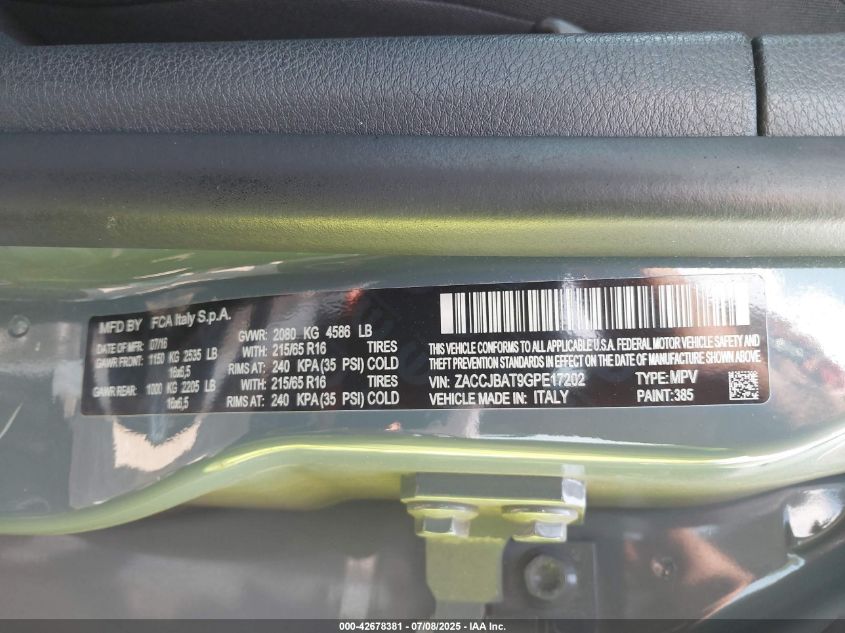 MFD BY FCA Italy S.p.A.
DATE OF MFR: 07/16 GVWR: 2080 KG 4586 LB
GAWR FRONT: 1150 KG 2535 LB WITH: 215/65 R16 TIRES
16x6,5 RIMS AT: 240 KPA(35 PSI) COLD
GAWR REAR: 1000 KG 2205 LB WITH: 215/65 R16 TIRES
16x6,5 RIMS AT: 240 KPA(35 PSI) COLD
THIS VEHICLE CONFORMS TO ALL APPLICABLE U.S.A. FEDERAL MOTOR VEHICLE SAFETY, BUMPER, AND
THEFT PREVENTION STANDARDS IN EFFECT ON THE DATE OF MANUFACTURE SHOWN ABOVE.
VIN: ZACCJBAT9GPE17202 TYPE: MPV
VEHICLE MADE IN: ITALY PAINT: 385
000-42678381 - 07/08/2025 - IAA Inc.